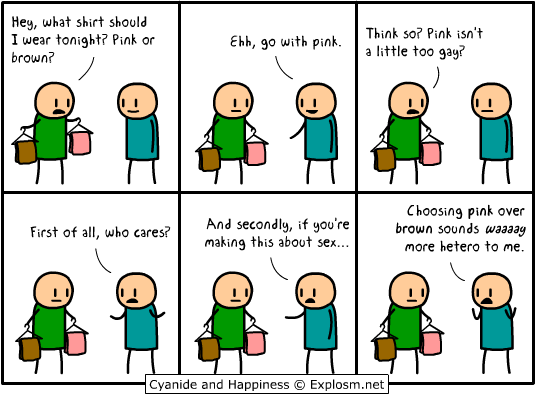 Hey, what shirt should
I wear tonight? Pink or
brown?
Ehh, go with pink.
Think so? Pink isn't
a little too gay?
First of all, who cares?
And secondly, if you're
making this about sex...
Choosing pink over
brown sounds waaaay
more hetero to me.
Cyanide and Happiness © Explosm.net